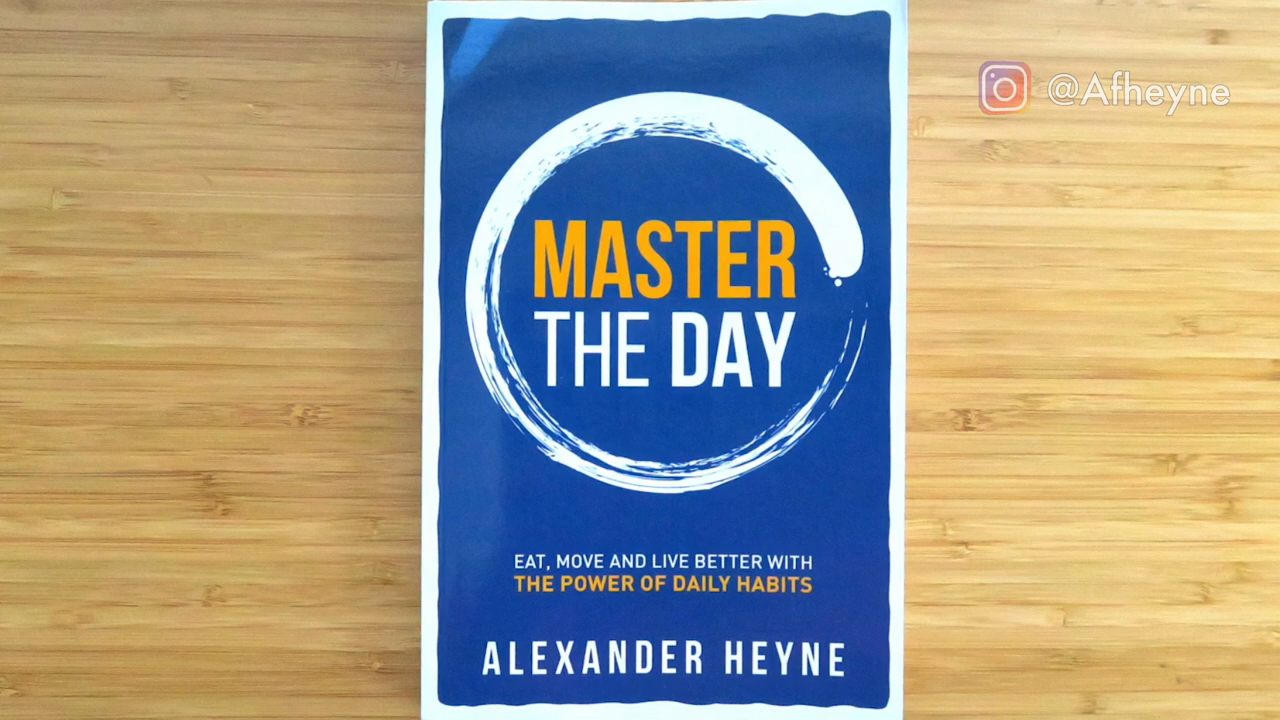 @Afheyne
MASTER
THE DAY
EAT, MOVE AND LIVE BETTER WITH
THE POWER OF DAILY HABITS
ALEXANDER HEYNE